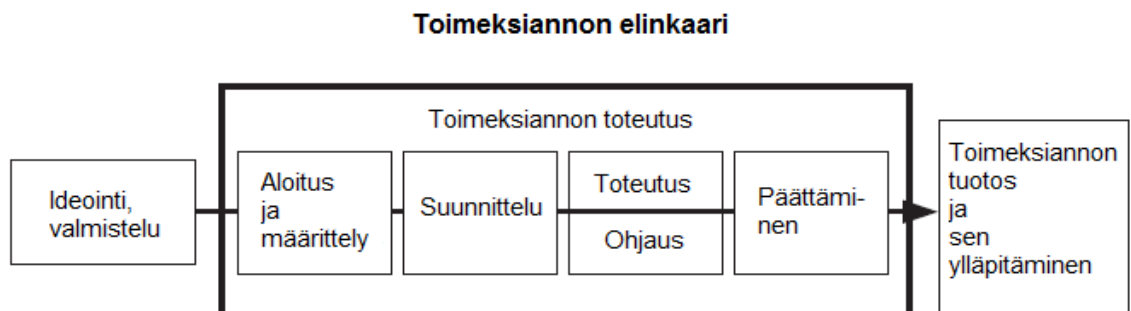 Toimeksiannon elinkaari
Toimeksiannon toteutus
Ideointi,
valmistelu
Aloitus
ja
määrittely
Suunnittelu
Toteutus
Ohjaus
Päättämi-
nen
Toimeksiannon
tuotos
ja
sen
ylläpitäminen